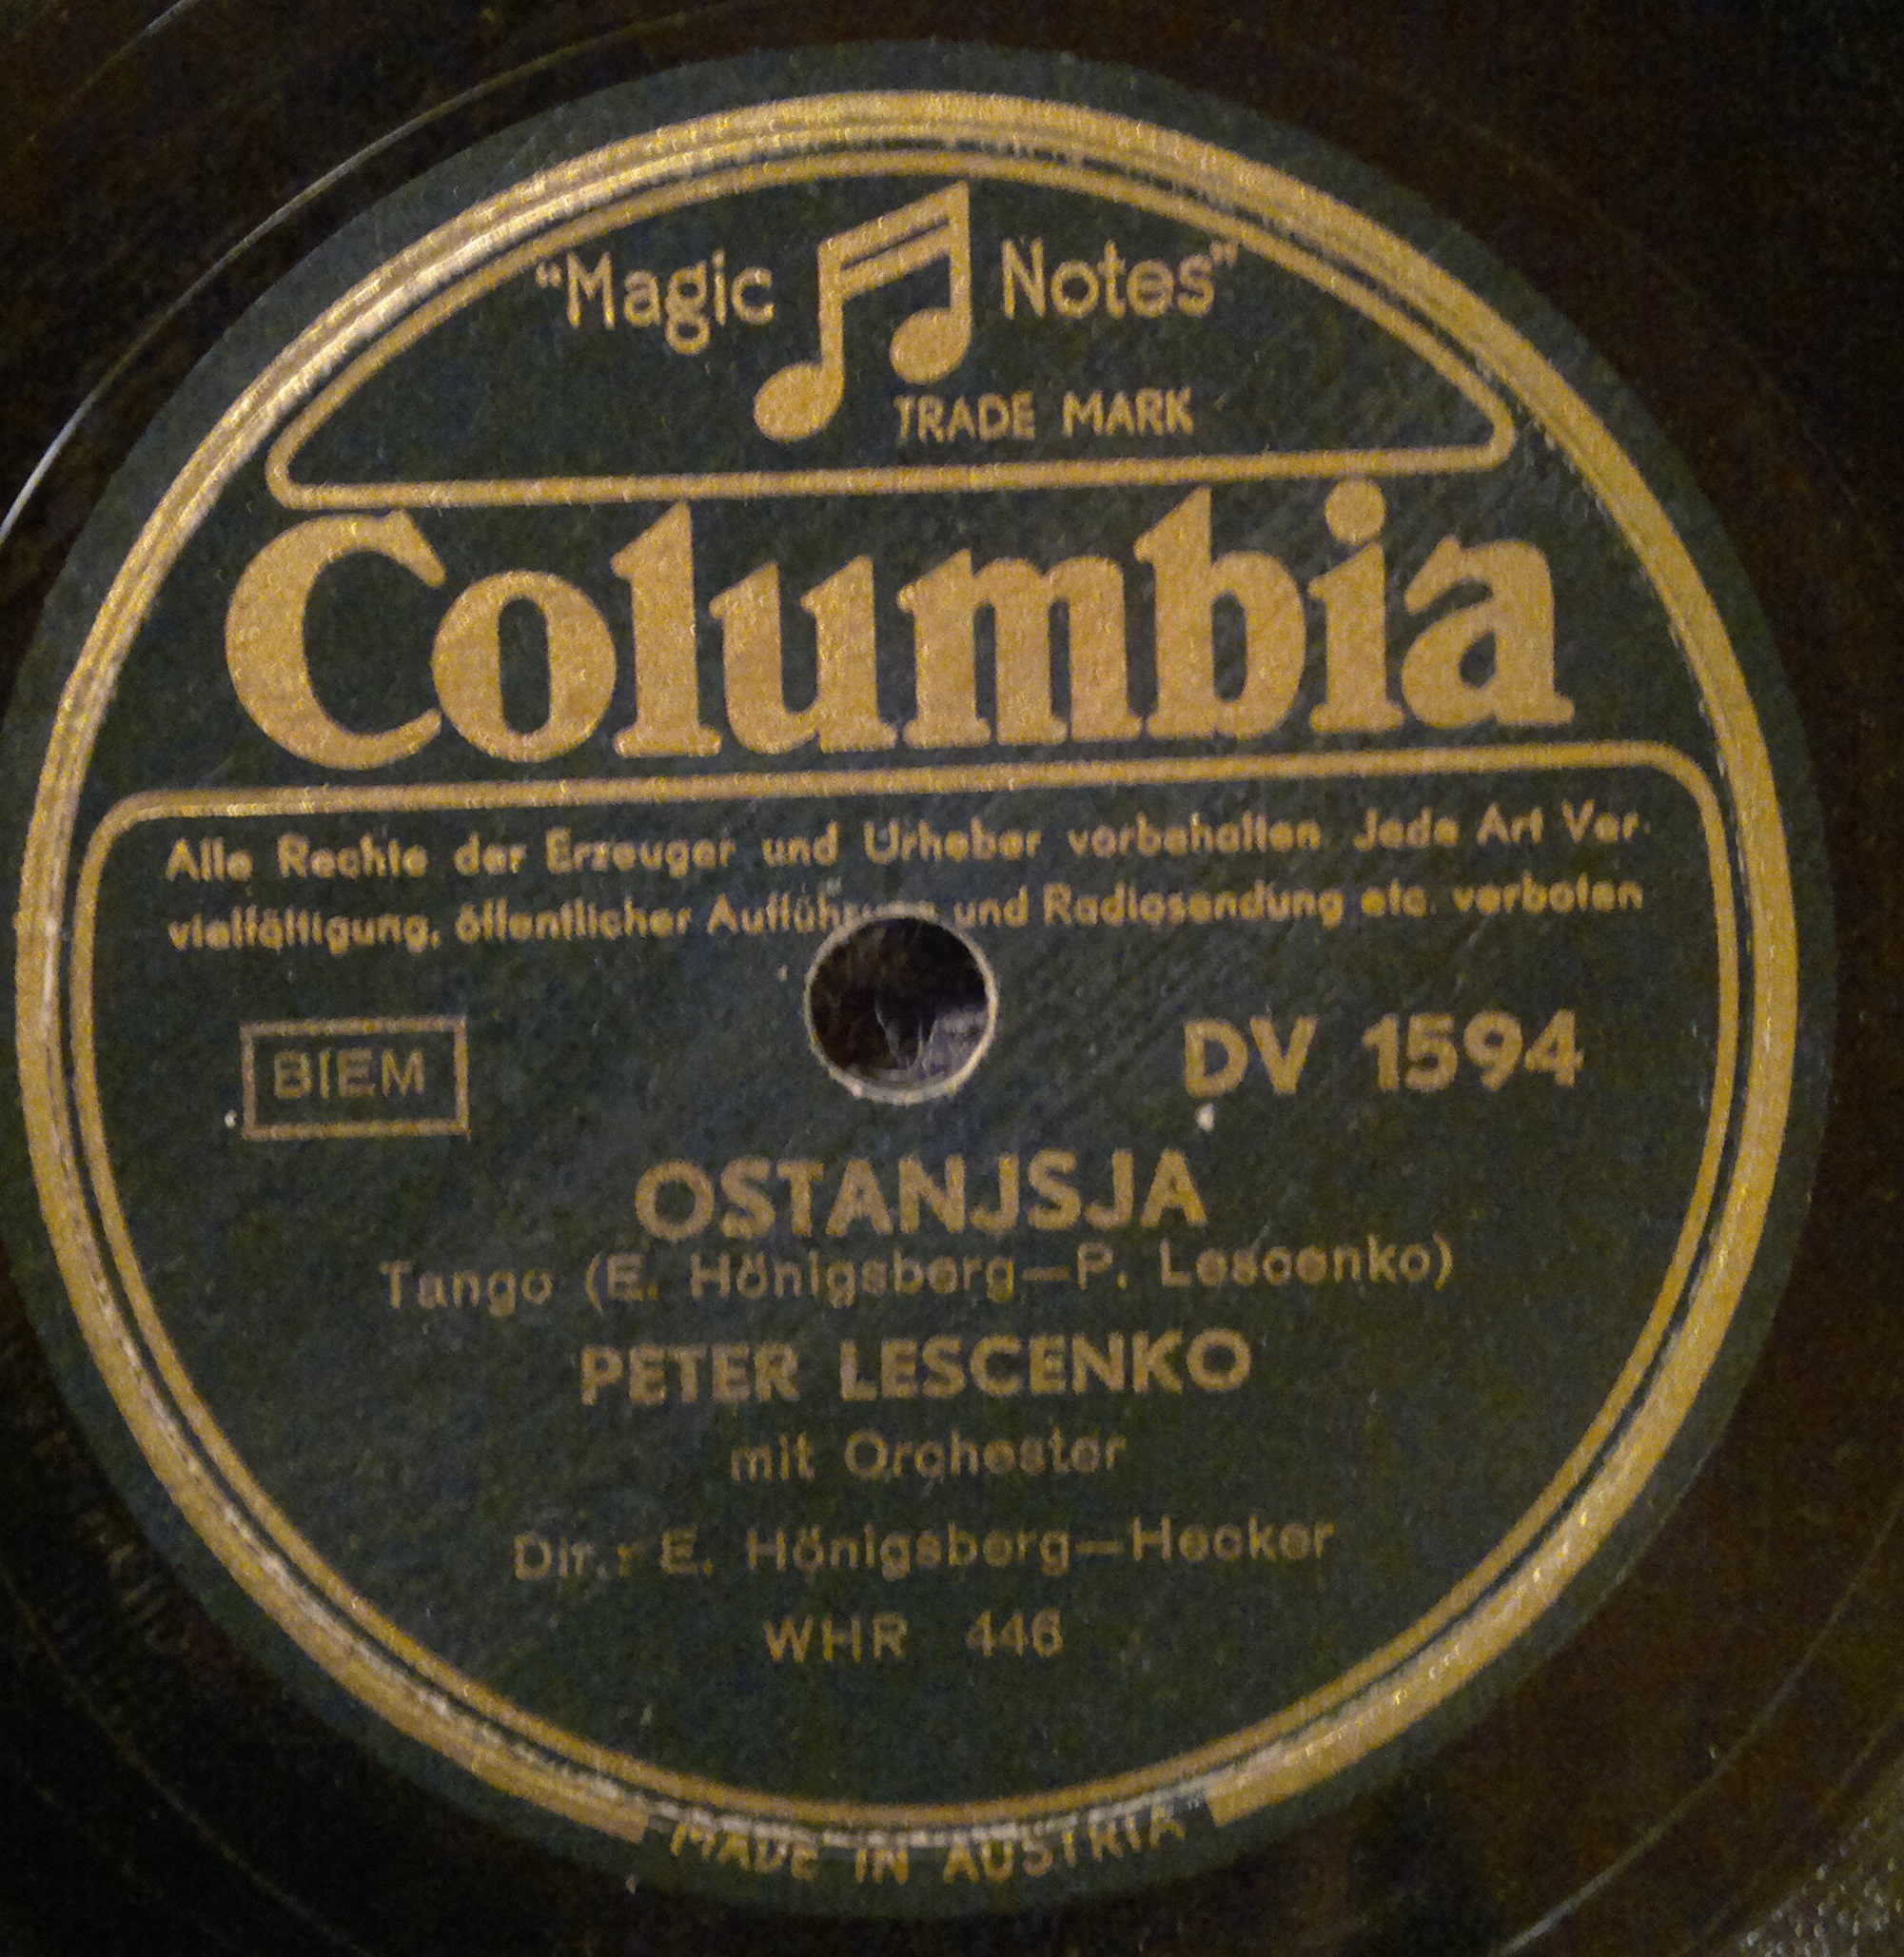 “Magic Notes”
TRADE MARK
Columbia
Alle Rechte der Erzeuger und Urheber vorbehalten Jede Art Ver-
vielfältigung, öffentlicher Aufführung und Radiosendung etc. verboten
BIEM
DV 1594
OSTANJSJA
Tango (E. Hönigsberg—P. Lescenko)
PETER LESCENKO
mit Orchester
Dir.: E. Hönigsberg—Hecker
WHR 446
MADE IN AUSTRIA